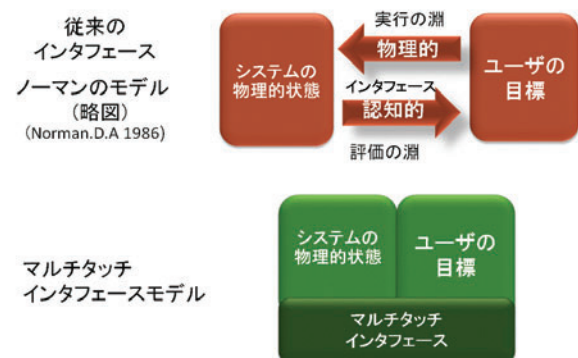 従来の
インタフェース
ノーマンのモデル
(略図)
(Norman.D.A 1986)
システムの
物理的状態
実行の淵
物理的
インタフェース
認知的
評価の淵
ユーザの
目標
マルチタッチ
インタフェースモデル
システムの
物理的状態
ユーザの
目標
マルチタッチ
インタフェース